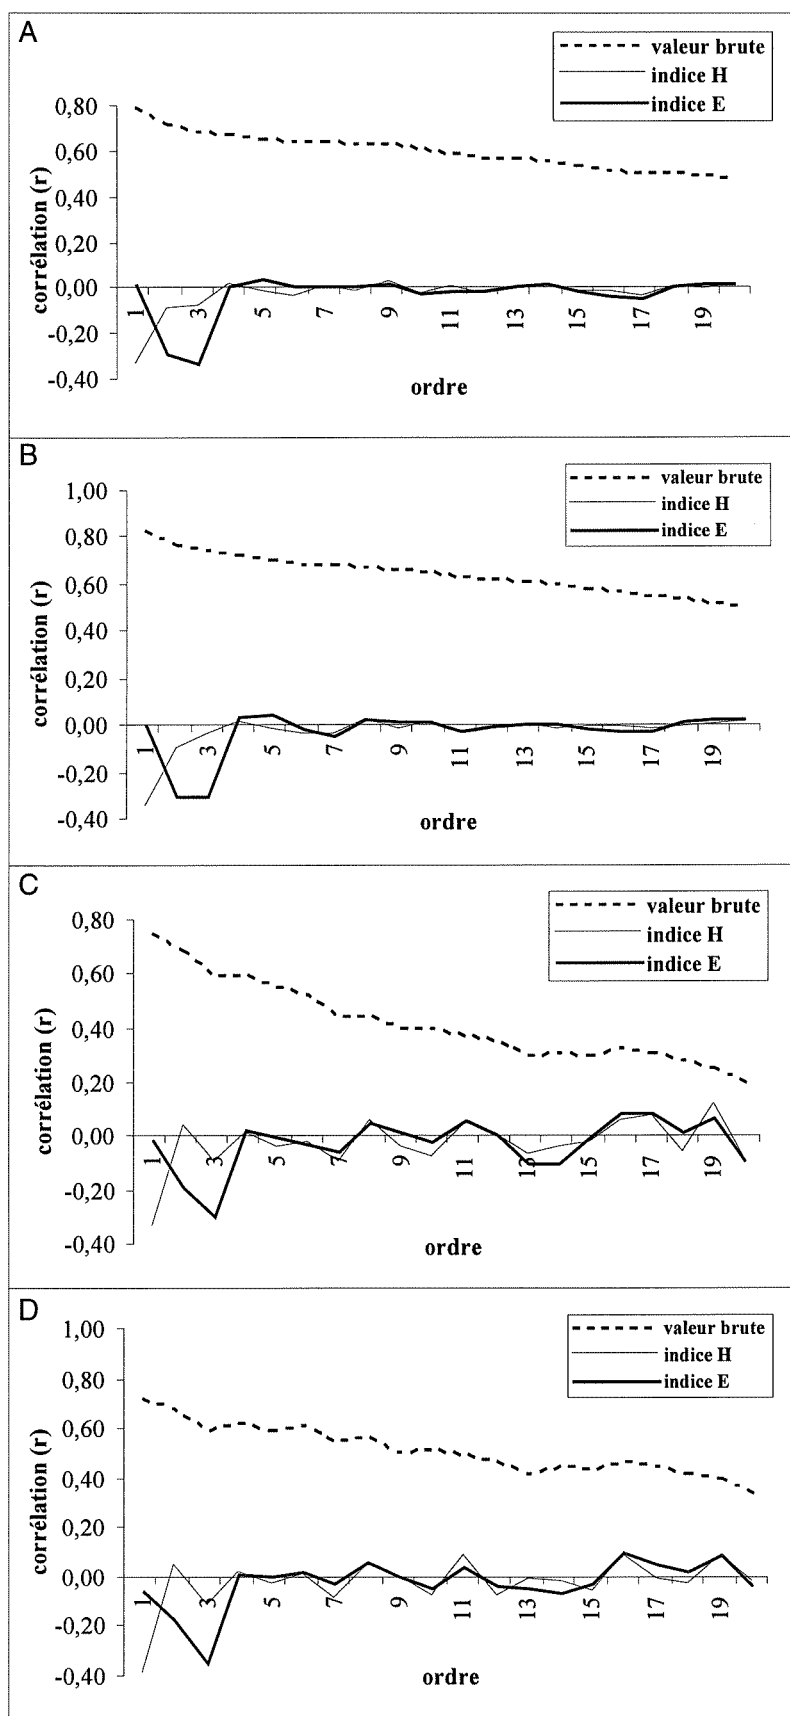 A
valeur brute
indice H
indice E
0,80
0,60
0,40
0,20
0,00
-0,20
-0,40
corrélation (r)
1 3 5 7 9 11 13 15 17 19
ordre
B
valeur brute
indice H
indice E
1,00
0,80
0,60
0,40
0,20
0,00
-0,20
-0,40
corrélation (r)
1 3 5 7 9 11 13 15 17 19
ordre
C
valeur brute
indice H
indice E
0,80
0,60
0,40
0,20
0,00
-0,20
-0,40
corrélation (r)
1 3 5 7 9 11 13 15 17 19
ordre
D
valeur brute
indice H
indice E
1,00
0,80
0,60
0,40
0,20
0,00
-0,20
-0,40
corrélation (r)
1 3 5 7 9 11 13 15 17 19
ordre